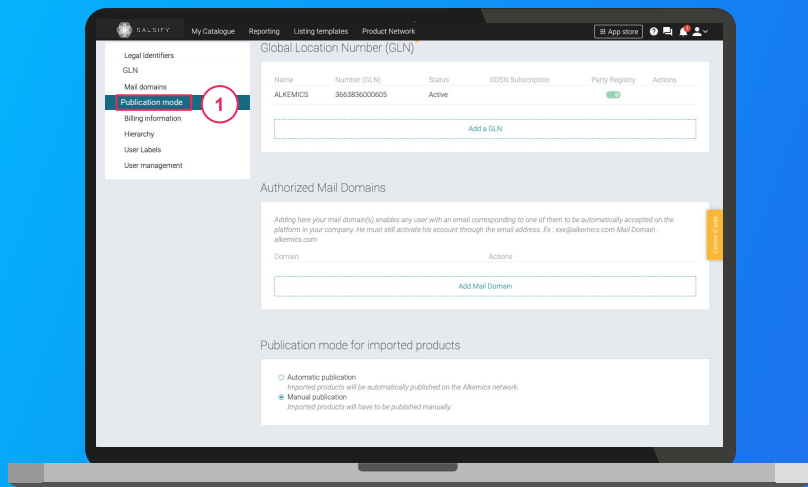 SALSIFY
My Catalogue Reporting Listing templates Product Network
App store
Legal Identifiers
GLN
Mail domains
Publication mode
1
Billing information
Hierarchy
User Labels
User management
Global Location Number (GLN)
Name Number (GLN) Status GDSN Subscription Party Registry Actions
ALKEMICS 3663836000605 Active
Add a GLN
Authorized Mail Domains
Adding here your mail domain(s) enables any user with an email corresponding to one of them to be automatically accepted on the
platform in your company. He must still activate his account through the email address. Ex : xxx@alkemics.com Mail Domain :
alkemics.com
Domain Actions
Add Mail Domain
Centre d'aide
Publication mode for imported products
Automatic publication
Imported products will be automatically published on the Alkemics network.
Manual publication
Imported products will have to be published manually.